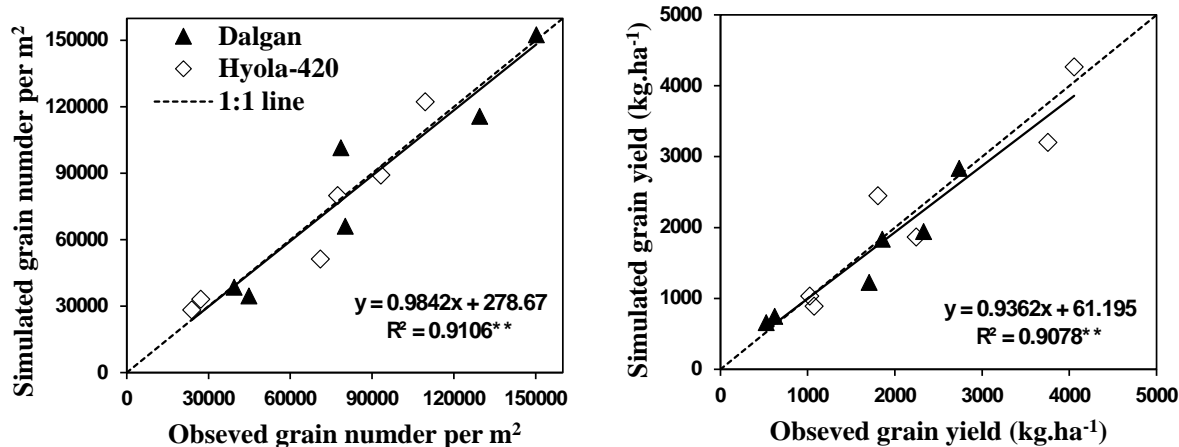 Simulated grain numder per m²
150000
120000
90000
60000
30000
0
Dalgan
Hyola-420
1:1 line
y = 0.9842x + 278.67
R² = 0.9106**
0 30000 60000 90000 120000 150000
Obseved grain numder per m²
Simulated grain yield (kg.ha⁻¹)
5000
4000
3000
2000
1000
0
y = 0.9362x + 61.195
R² = 0.9078**
0 1000 2000 3000 4000 5000
Obseved grain yield (kg.ha⁻¹)